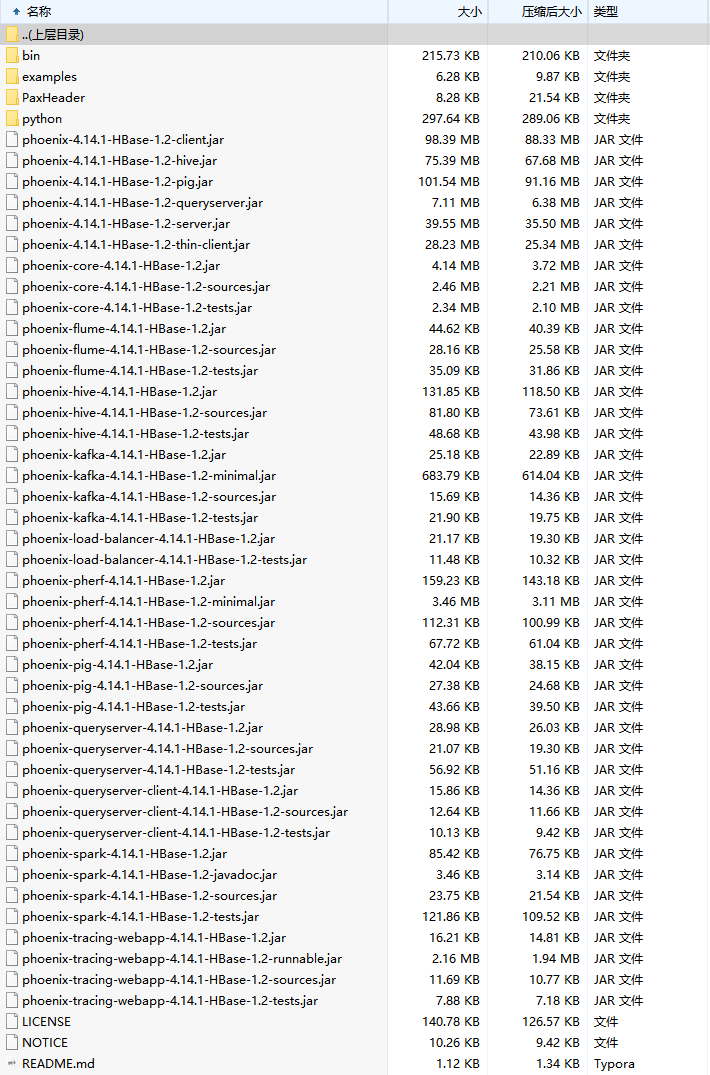 名称 大小 压缩后大小 类型
..(上层目录)
bin 215.73 KB 210.06 KB 文件夹
examples 6.28 KB 9.87 KB 文件夹
PaxHeader 8.28 KB 21.54 KB 文件夹
python 297.64 KB 289.06 KB 文件夹
phoenix-4.14.1-HBase-1.2-client.jar 98.39 MB 88.33 MB JAR 文件
phoenix-4.14.1-HBase-1.2-hive.jar 75.39 MB 67.68 MB JAR 文件
phoenix-4.14.1-HBase-1.2-pig.jar 101.54 MB 91.16 MB JAR 文件
phoenix-4.14.1-HBase-1.2-queryserver.jar 7.11 MB 6.38 MB JAR 文件
phoenix-4.14.1-HBase-1.2-server.jar 39.55 MB 35.50 MB JAR 文件
phoenix-4.14.1-HBase-1.2-thin-client.jar 28.23 MB 25.34 MB JAR 文件
phoenix-core-4.14.1-HBase-1.2.jar 4.14 MB 3.72 MB JAR 文件
phoenix-core-4.14.1-HBase-1.2-sources.jar 2.46 MB 2.21 MB JAR 文件
phoenix-core-4.14.1-HBase-1.2-tests.jar 2.34 MB 2.10 MB JAR 文件
phoenix-flume-4.14.1-HBase-1.2.jar 44.62 KB 40.39 KB JAR 文件
phoenix-flume-4.14.1-HBase-1.2-sources.jar 28.16 KB 25.58 KB JAR 文件
phoenix-flume-4.14.1-HBase-1.2-tests.jar 35.09 KB 31.86 KB JAR 文件
phoenix-hive-4.14.1-HBase-1.2.jar 131.85 KB 118.50 KB JAR 文件
phoenix-hive-4.14.1-HBase-1.2-sources.jar 81.80 KB 73.61 KB JAR 文件
phoenix-hive-4.14.1-HBase-1.2-tests.jar 48.68 KB 43.98 KB JAR 文件
phoenix-kafka-4.14.1-HBase-1.2.jar 25.18 KB 22.89 KB JAR 文件
phoenix-kafka-4.14.1-HBase-1.2-minimal.jar 683.79 KB 614.04 KB JAR 文件
phoenix-kafka-4.14.1-HBase-1.2-sources.jar 15.69 KB 14.36 KB JAR 文件
phoenix-kafka-4.14.1-HBase-1.2-tests.jar 21.90 KB 19.75 KB JAR 文件
phoenix-load-balancer-4.14.1-HBase-1.2.jar 21.17 KB 19.30 KB JAR 文件
phoenix-load-balancer-4.14.1-HBase-1.2-tests.jar 11.48 KB 10.32 KB JAR 文件
phoenix-pherf-4.14.1-HBase-1.2.jar 159.23 KB 143.18 KB JAR 文件
phoenix-pherf-4.14.1-HBase-1.2-minimal.jar 3.46 MB 3.11 MB JAR 文件
phoenix-pherf-4.14.1-HBase-1.2-sources.jar 112.31 KB 100.99 KB JAR 文件
phoenix-pherf-4.14.1-HBase-1.2-tests.jar 67.72 KB 61.04 KB JAR 文件
phoenix-pig-4.14.1-HBase-1.2.jar 42.04 KB 38.15 KB JAR 文件
phoenix-pig-4.14.1-HBase-1.2-sources.jar 27.38 KB 24.68 KB JAR 文件
phoenix-pig-4.14.1-HBase-1.2-tests.jar 43.66 KB 39.50 KB JAR 文件
phoenix-queryserver-4.14.1-HBase-1.2.jar 28.98 KB 26.03 KB JAR 文件
phoenix-queryserver-4.14.1-HBase-1.2-sources.jar 21.07 KB 19.30 KB JAR 文件
phoenix-queryserver-4.14.1-HBase-1.2-tests.jar 56.92 KB 51.16 KB JAR 文件
phoenix-queryserver-client-4.14.1-HBase-1.2.jar 15.86 KB 14.36 KB JAR 文件
phoenix-queryserver-client-4.14.1-HBase-1.2-sources.jar 12.64 KB 11.66 KB JAR 文件
phoenix-queryserver-client-4.14.1-HBase-1.2-tests.jar 10.13 KB 9.42 KB JAR 文件
phoenix-spark-4.14.1-HBase-1.2.jar 85.42 KB 76.75 KB JAR 文件
phoenix-spark-4.14.1-HBase-1.2-javadoc.jar 3.46 KB 3.14 KB JAR 文件
phoenix-spark-4.14.1-HBase-1.2-sources.jar 23.75 KB 21.54 KB JAR 文件
phoenix-spark-4.14.1-HBase-1.2-tests.jar 121.86 KB 109.52 KB JAR 文件
phoenix-tracing-webapp-4.14.1-HBase-1.2.jar 16.21 KB 14.81 KB JAR 文件
phoenix-tracing-webapp-4.14.1-HBase-1.2-runnable.jar 2.16 MB 1.94 MB JAR 文件
phoenix-tracing-webapp-4.14.1-HBase-1.2-sources.jar 11.69 KB 10.77 KB JAR 文件
phoenix-tracing-webapp-4.14.1-HBase-1.2-tests.jar 7.88 KB 7.18 KB JAR 文件
LICENSE 140.78 KB 126.57 KB 文件
NOTICE 10.26 KB 9.42 KB 文件
README.md 1.12 KB 1.34 KB Typora